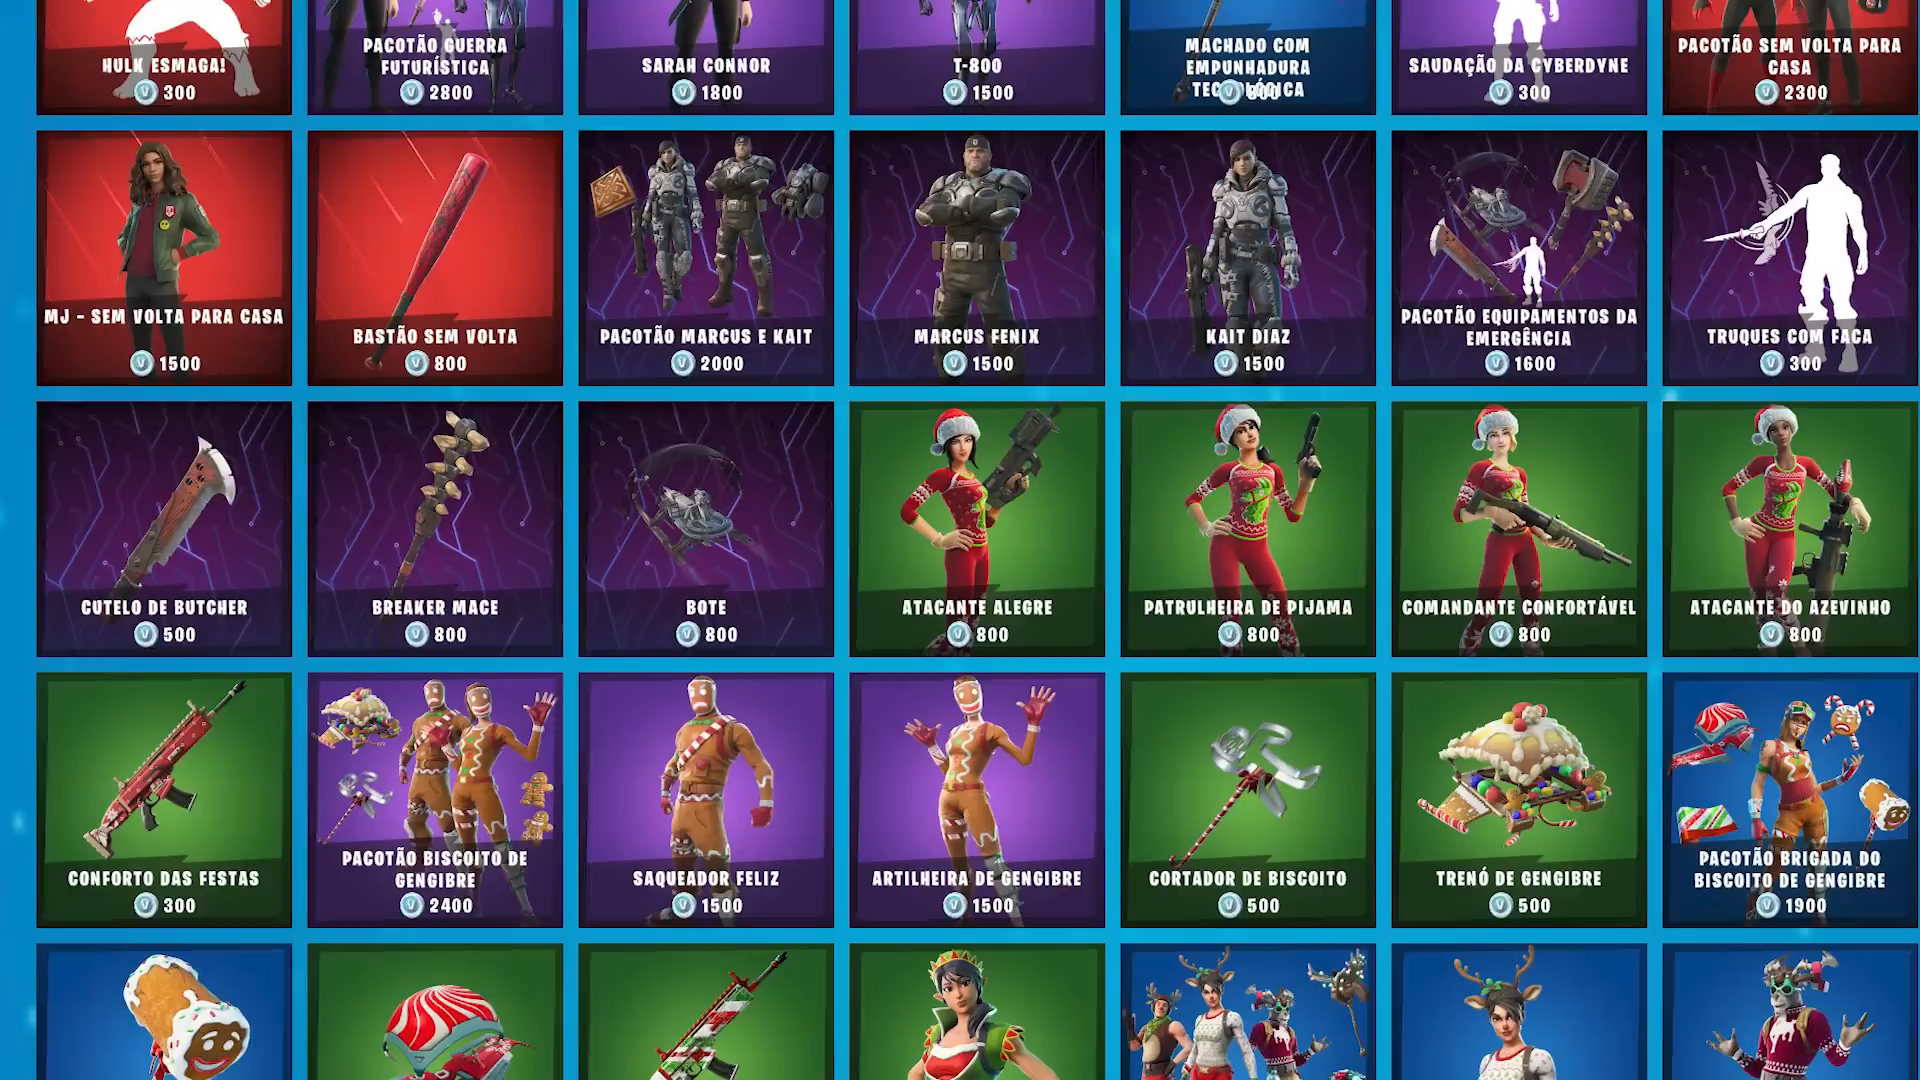 HULK ESMAGA!
300
PACOTÃO GUERRA
FUTURÍSTICA
2800
SARAH CONNOR
1800
T-800
1500
MACHADO COM
EMPUNHADURA
TECNOLÓGICA
800
SAUDAÇÃO DA CYBERDYNE
300
PACOTÃO SEM VOLTA PARA
CASA
2300
MJ - SEM VOLTA PARA CASA
1500
BASTÃO SEM VOLTA
800
PACOTÃO MARCUS E KAIT
2000
MARCUS FENIX
1500
KAIT DIAZ
1500
PACOTÃO EQUIPAMENTOS DA
EMERGÊNCIA
1600
TRUQUES COM FACA
300
CUTELO DE BUTCHER
500
BREAKER MACE
800
BOTE
800
ATACANTE ALEGRE
800
PATRULHEIRA DE PIJAMA
800
COMANDANTE CONFORTÁVEL
800
ATACANTE DO AZEVINHO
800
CONFORTO DAS FESTAS
300
PACOTÃO BISCOITO DE
GENGIBRE
2400
SAQUEADOR FELIZ
1500
ARTILHEIRA DE GENGIBRE
1500
CORTADOR DE BISCOITO
500
TRENÓ DE GENGIBRE
500
PACOTÃO BRIGADA DO
BISCOITO DE GENGIBRE
1900